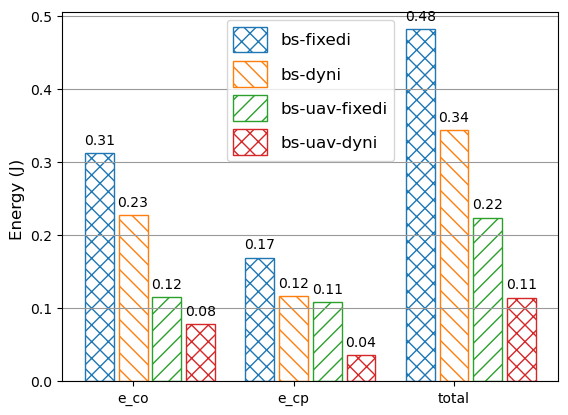 Energy (J)
0.5
0.4
0.3
0.2
0.1
0.0
bs-fixedi
bs-dyni
bs-uav-fixedi
bs-uav-dyni
0.31
0.23
0.12
0.08
0.17
0.12
0.11
0.04
0.48
0.34
0.22
0.11
e_co
e_cp
total